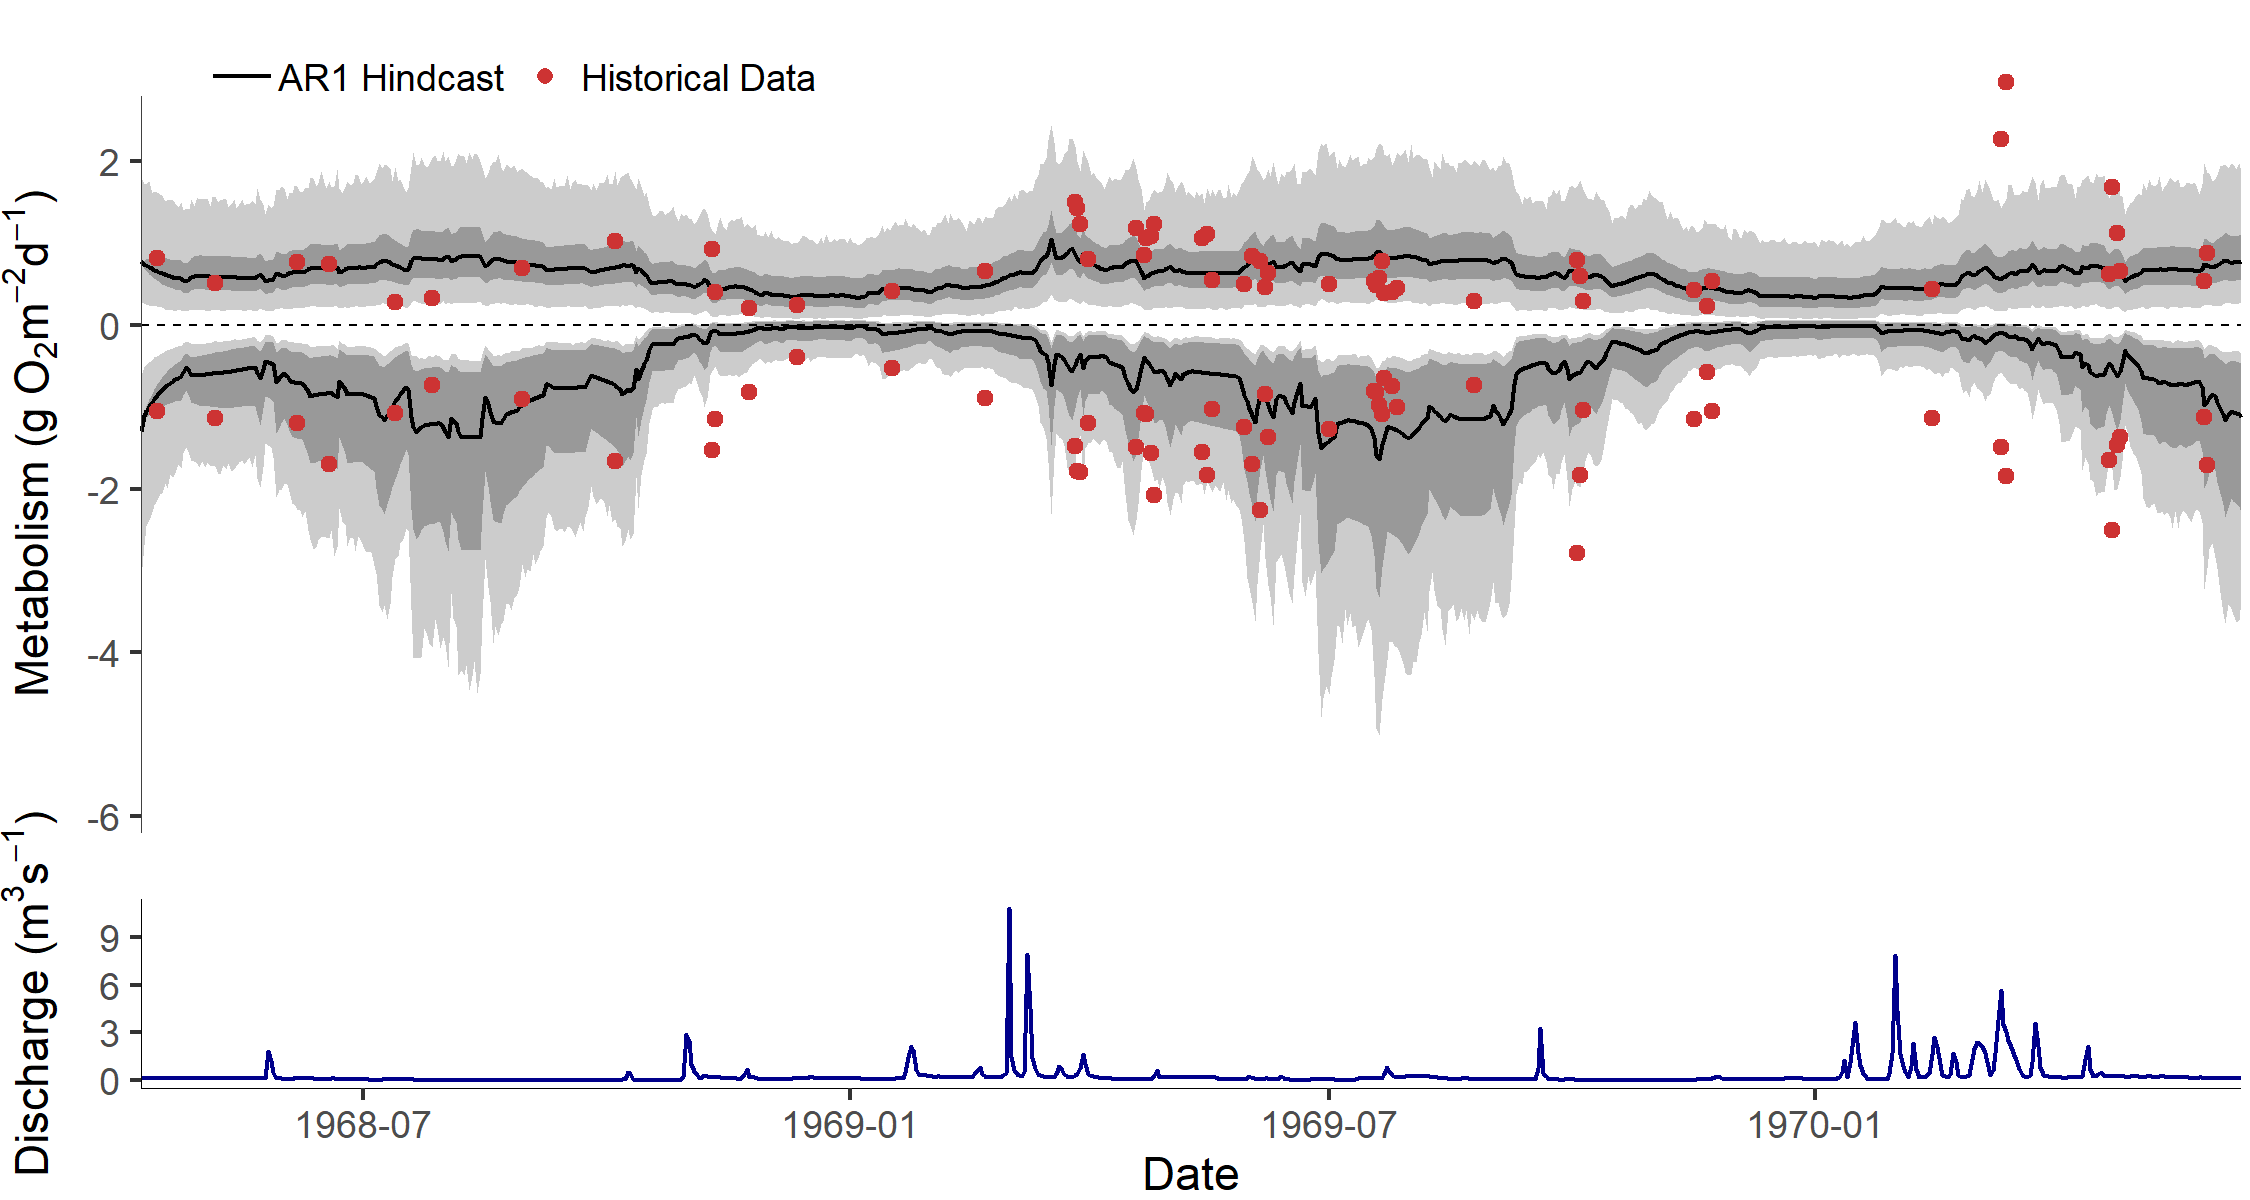 AR1 Hindcast
Historical Data
Metabolism (g O₂m⁻²d⁻¹)
2
0
-2
-4
-6
Discharge (m³s⁻¹)
9
6
3
0
1968-07
1969-01
1969-07
1970-01
Date